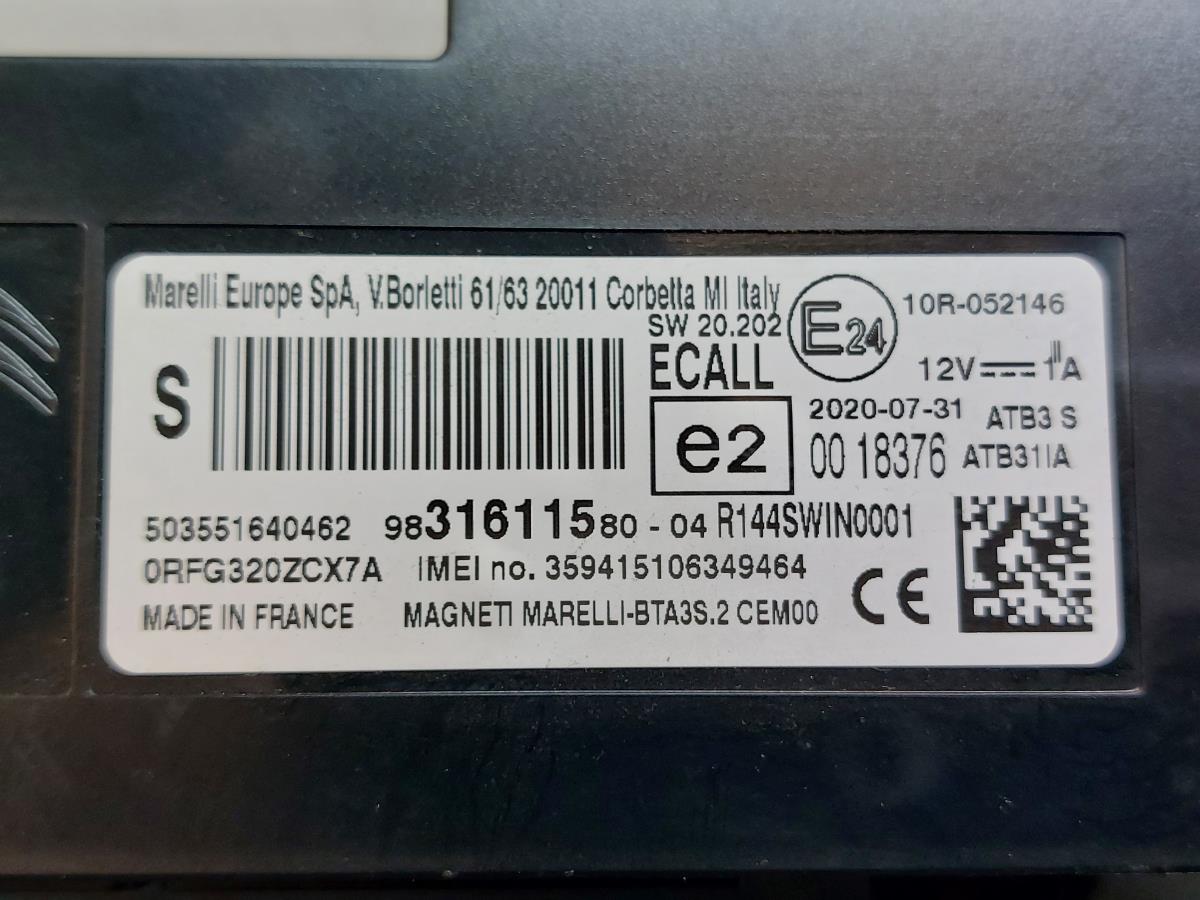 Marelli Europe SpA, V.Borletti 61/63 20011 Corbetta MI Italy
SW 20.202
E24
10R-052146
S
ECALL
12V 1A
e2
2020-07-31
ATB3 S
00 18376
ATB31IA
503551640462 9831611580-04 R144SWIN0001
0RFG320ZCX7A IMEI no. 359415106349464
CE
MADE IN FRANCE MAGNETI MARELLI-BTA3S.2 CEM00